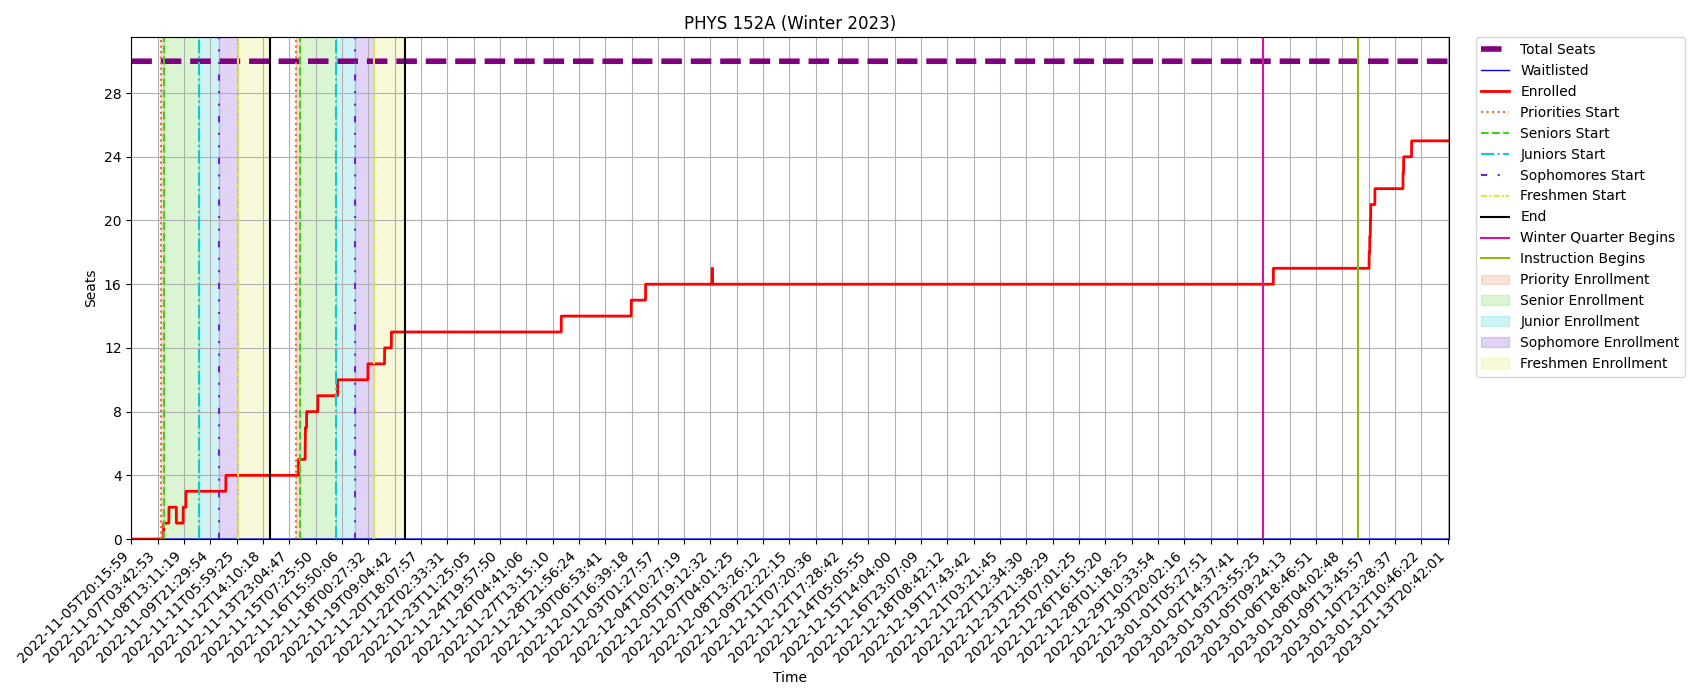 PHYS 152A (Winter 2023)
Seats
28
24
20
16
12
8
4
0
2022-11-05T20:15:59
2022-11-07T03:42:53
2022-11-08T13:11:19
2022-11-09T21:29:54
2022-11-11T05:59:25
2022-11-12T14:10:18
2022-11-13T23:04:47
2022-11-15T07:25:50
2022-11-16T15:50:06
2022-11-18T00:27:32
2022-11-19T09:04:42
2022-11-20T18:07:57
2022-11-22T02:33:31
2022-11-23T11:25:05
2022-11-24T19:57:50
2022-11-26T04:41:06
2022-11-27T13:15:10
2022-11-28T21:56:24
2022-11-30T06:53:41
2022-12-01T16:39:18
2022-12-03T01:27:57
2022-12-04T10:27:19
2022-12-05T19:12:32
2022-12-07T04:01:25
2022-12-08T13:26:12
2022-12-09T22:22:15
2022-12-11T07:20:36
2022-12-12T17:28:42
2022-12-14T05:05:55
2022-12-15T14:04:00
2022-12-16T23:07:09
2022-12-18T08:42:12
2022-12-19T17:43:42
2022-12-21T03:21:45
2022-12-22T12:34:30
2022-12-23T21:38:29
2022-12-25T07:01:25
2022-12-26T16:15:20
2022-12-28T01:18:25
2022-12-29T10:33:54
2022-12-30T20:02:16
2023-01-01T05:27:51
2023-01-02T14:37:41
2023-01-03T23:55:25
2023-01-05T09:24:13
2023-01-06T18:46:51
2023-01-08T04:02:48
2023-01-09T13:45:57
2023-01-10T23:28:37
2023-01-12T10:46:22
2023-01-13T20:42:01
Time
Total Seats
Waitlisted
Enrolled
Priorities Start
Seniors Start
Juniors Start
Sophomores Start
Freshmen Start
End
Winter Quarter Begins
Instruction Begins
Priority Enrollment
Senior Enrollment
Junior Enrollment
Sophomore Enrollment
Freshmen Enrollment